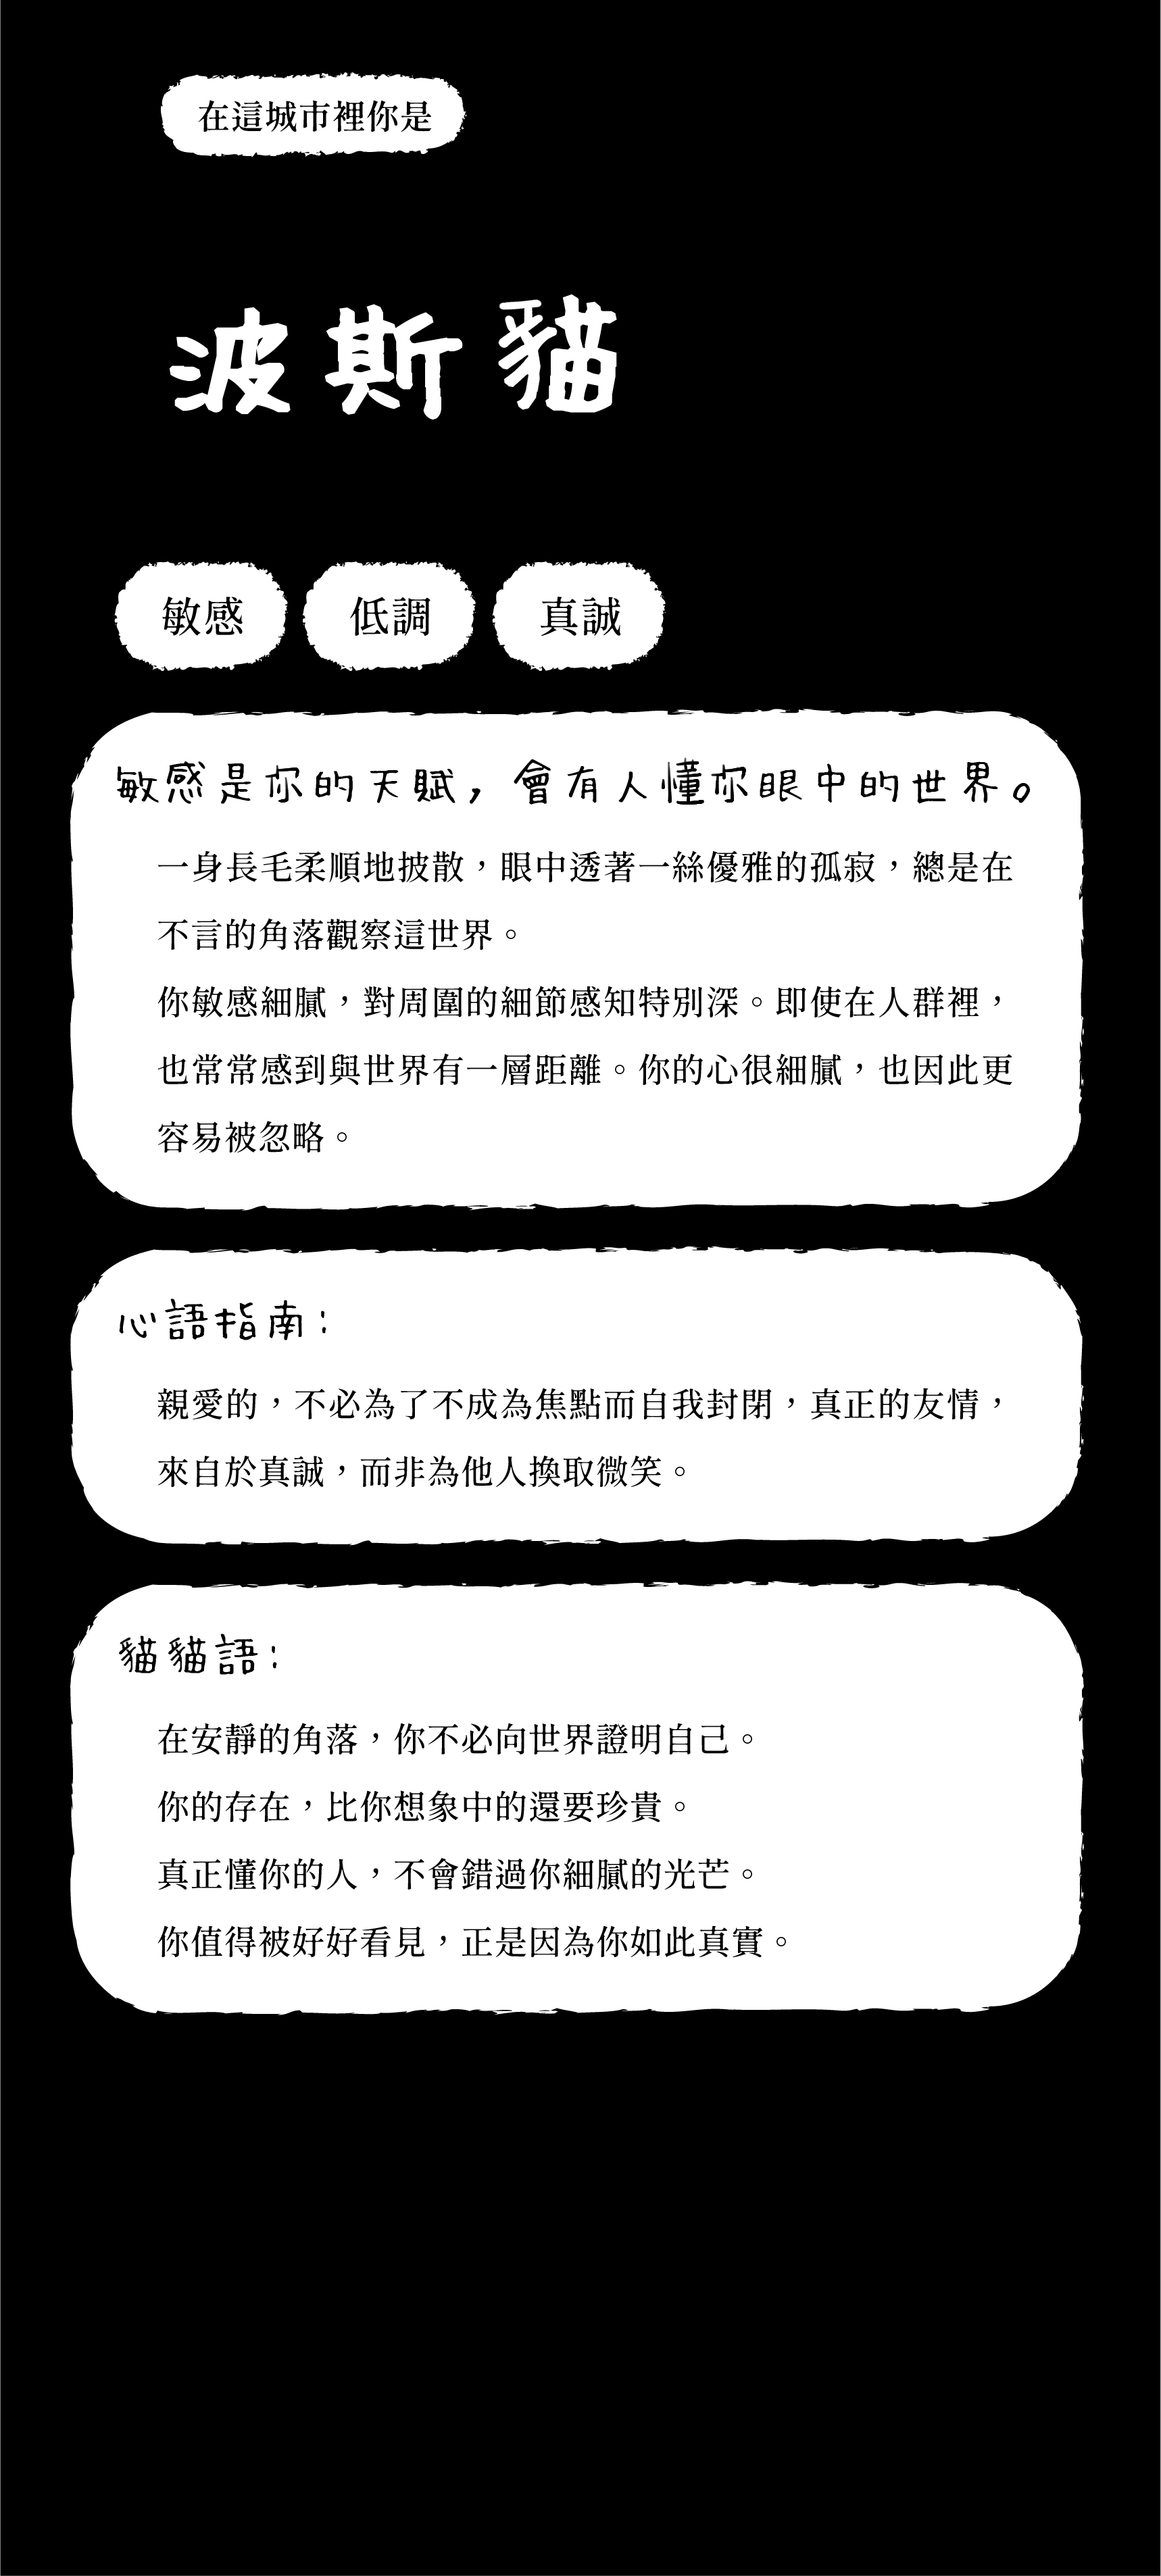 在這城市裡你是
波斯貓
敏感 低調 真誠
敏感是你的天賦，會有人懂你眼中的世界。
一身長毛柔順地披散，眼中透著一絲優雅的孤寂，總是在
不言的角落觀察這世界。
你敏感細膩，對周圍的細節感知特別深。即使在人群裡，
也常常感到與世界有一層距離。你的心很細膩，也因此更
容易被忽略。
心語指南：
親愛的，不必為了不成為焦點而自我封閉，真正的友情，
來自於真誠，而非為他人換取微笑。
貓貓語：
在安靜的角落，你不必向世界證明自己。
你的存在，比你想象中的還要珍貴。
真正懂你的人，不會錯過你細膩的光芒。
你值得被好好看見，正是因為你如此真實。